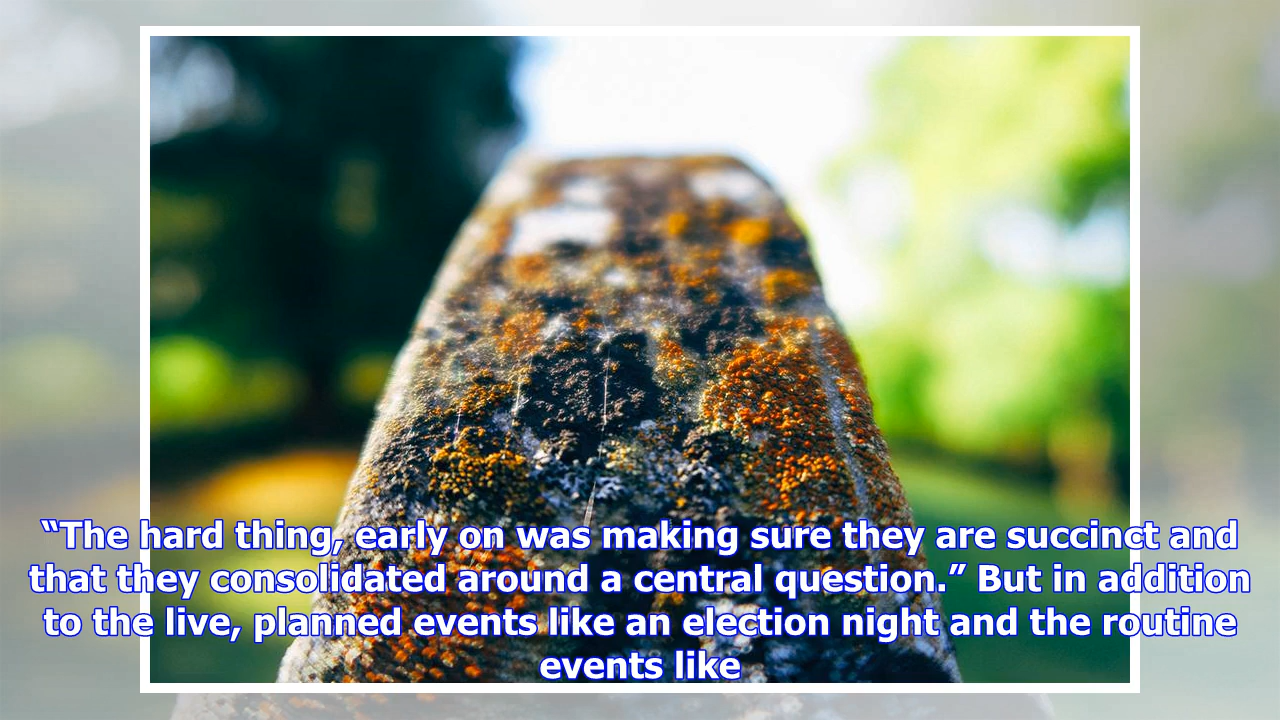 “The hard thing, early on was making sure they are succinct and
that they consolidated around a central question.” But in addition
to the live, planned events like an election night and the routine
events like